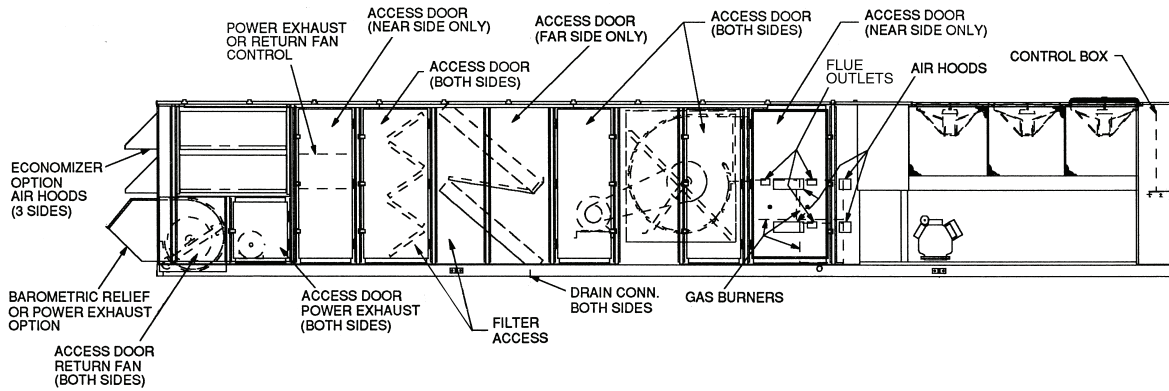 POWER EXHAUST
OR RETURN FAN
CONTROL
ACCESS DOOR
(NEAR SIDE ONLY)
ACCESS DOOR
(BOTH SIDES)
ACCESS DOOR
(FAR SIDE ONLY)
ACCESS DOOR
(BOTH SIDES)
ACCESS DOOR
(NEAR SIDE ONLY)
FLUE
OUTLETS
AIR HOODS
CONTROL BOX
ECONOMIZER
OPTION
AIR HOODS
(3 SIDES)
BAROMETRIC RELIEF
OR POWER EXHAUST
OPTION
ACCESS DOOR
RETURN FAN
(BOTH SIDES)
ACCESS DOOR
POWER EXHAUST
(BOTH SIDES)
FILTER
ACCESS
DRAIN CONN.
BOTH SIDES
GAS BURNERS